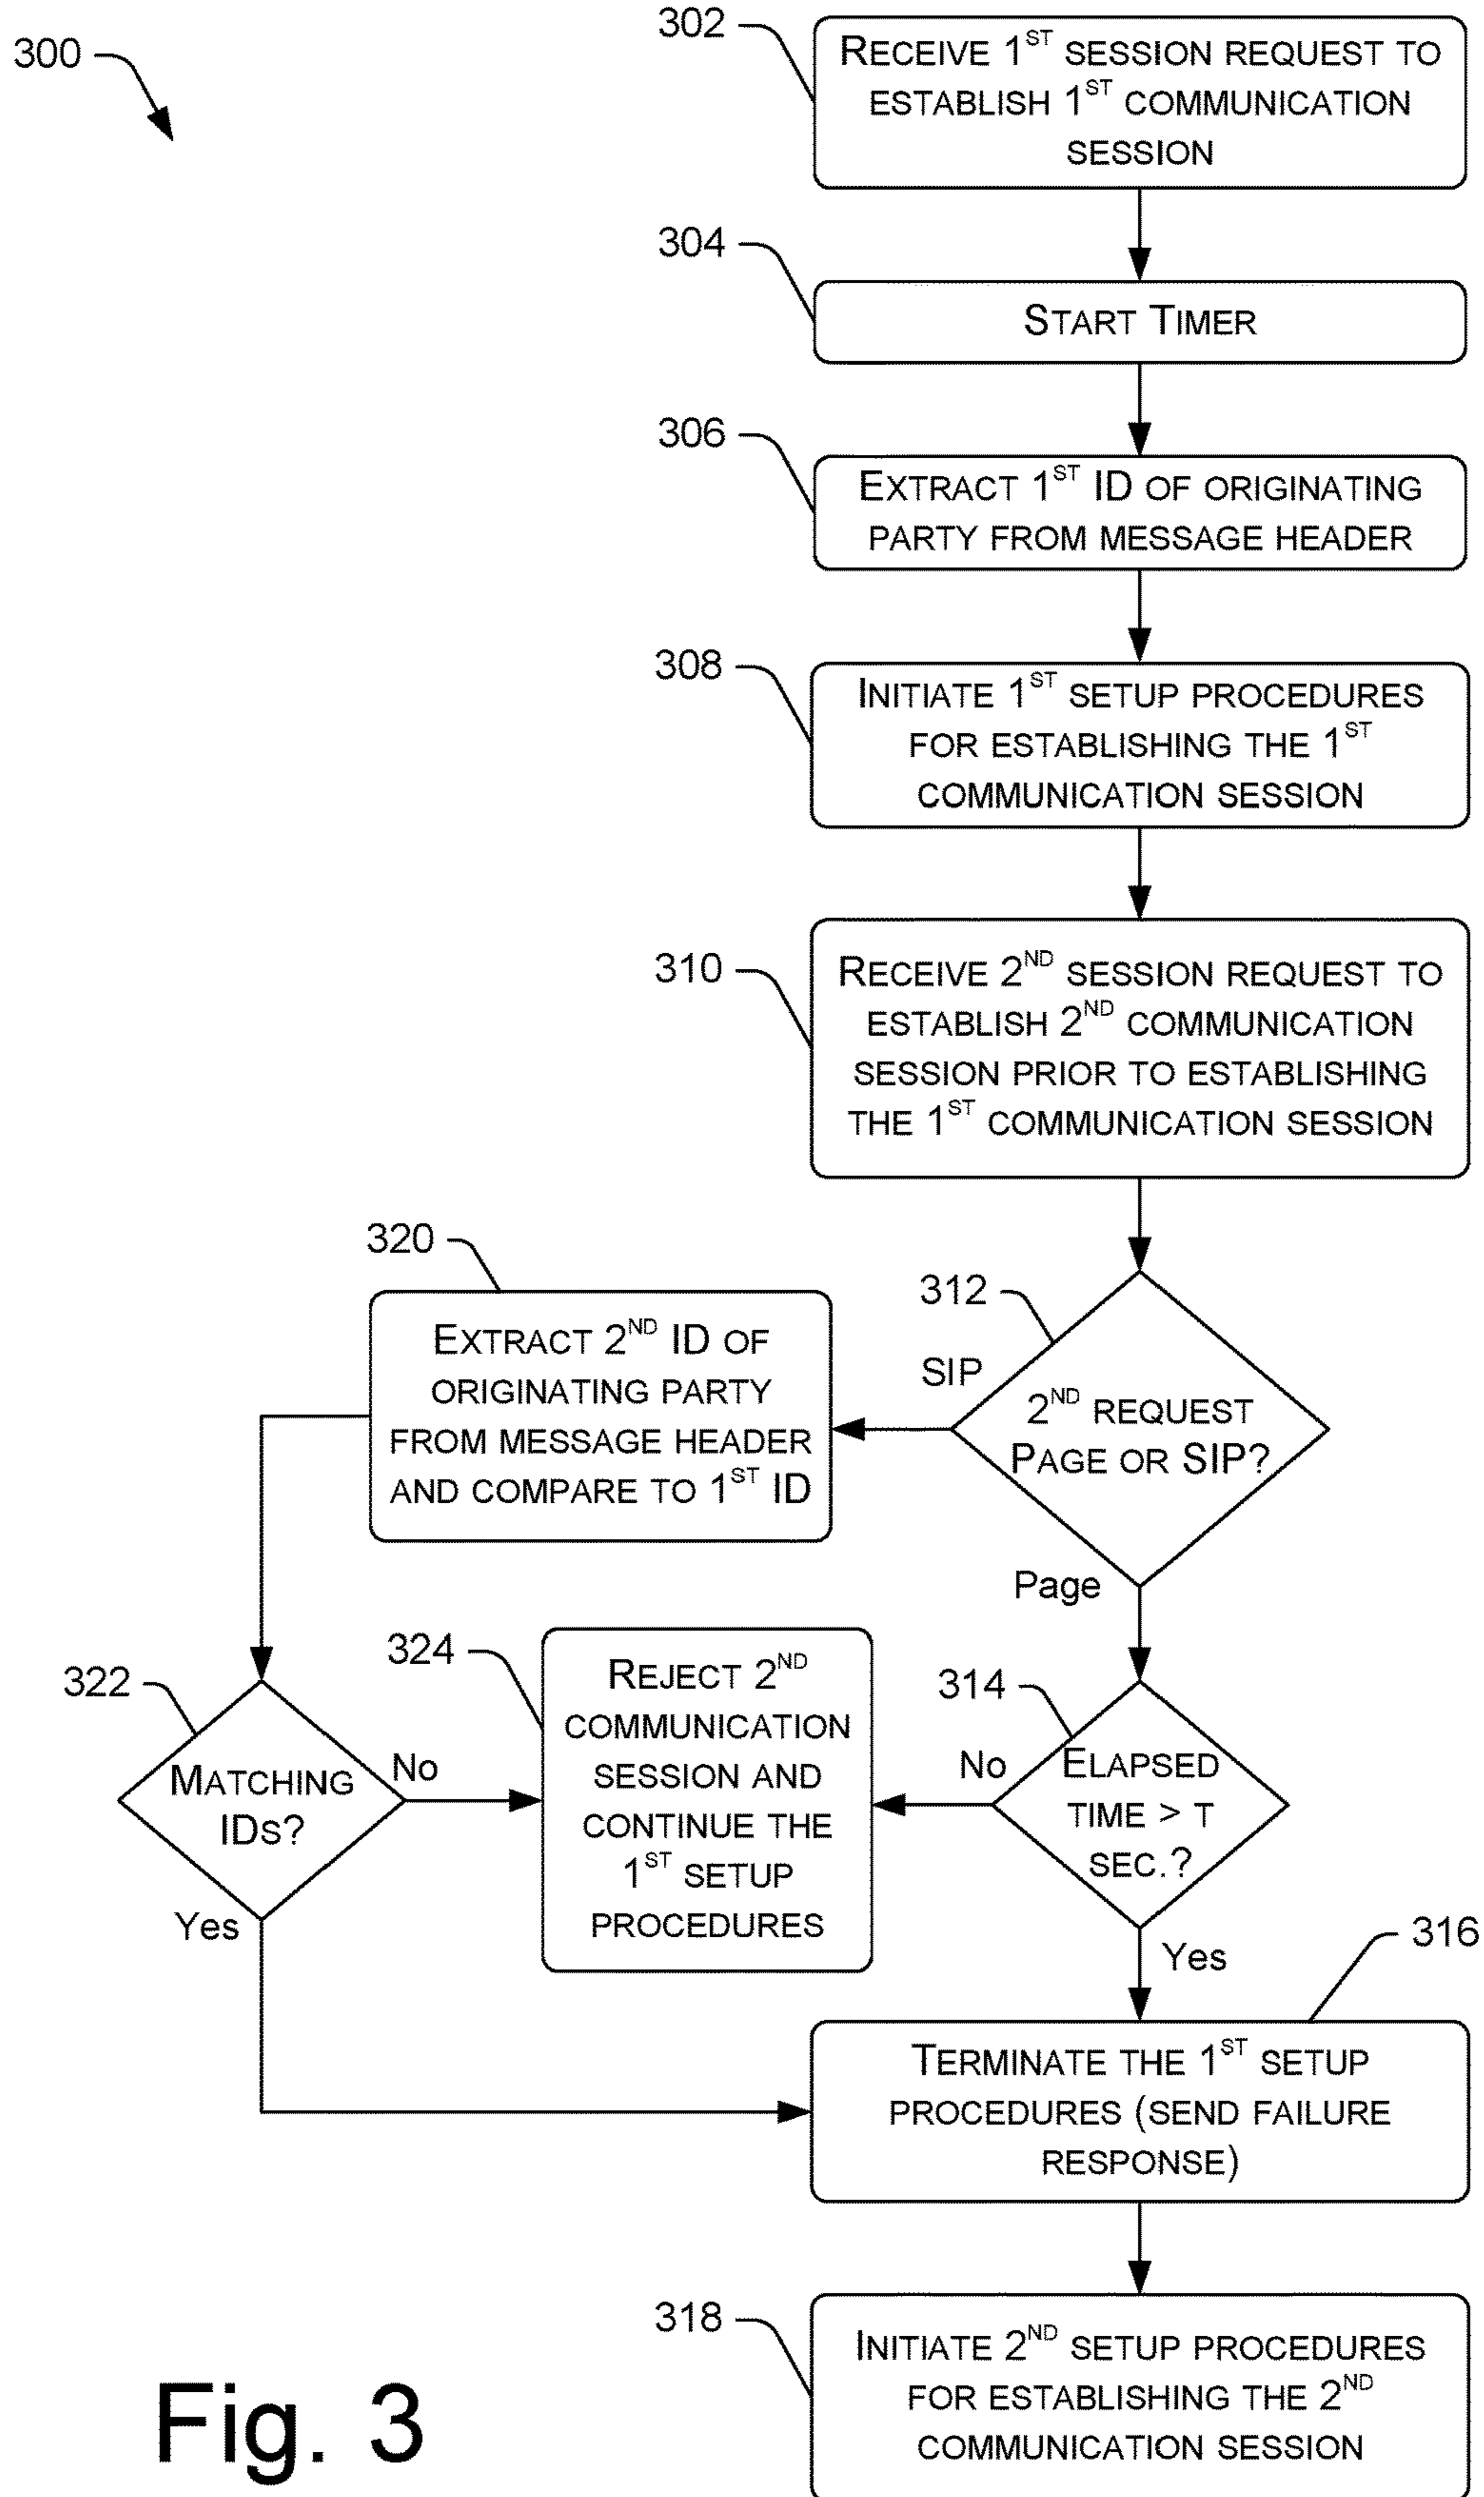 300
302
RECEIVE 1ST SESSION REQUEST TO
ESTABLISH 1ST COMMUNICATION
SESSION
304
START TIMER
306
EXTRACT 1ST ID OF ORIGINATING
PARTY FROM MESSAGE HEADER
308
INITIATE 1ST SETUP PROCEDURES
FOR ESTABLISHING THE 1ST
COMMUNICATION SESSION
310
RECEIVE 2ND SESSION REQUEST TO
ESTABLISH 2ND COMMUNICATION
SESSION PRIOR TO ESTABLISHING
THE 1ST COMMUNICATION SESSION
312
2ND REQUEST
PAGE OR SIP?
SIP
Page
320
EXTRACT 2ND ID OF
ORIGINATING PARTY
FROM MESSAGE HEADER
AND COMPARE TO 1ST ID
322
MATCHING
IDS?
No
Yes
324
REJECT 2ND
COMMUNICATION
SESSION AND
CONTINUE THE
1ST SETUP
PROCEDURES
314
ELAPSED
TIME > T
SEC.?
No
Yes
316
TERMINATE THE 1ST SETUP
PROCEDURES (SEND FAILURE
RESPONSE)
318
INITIATE 2ND SETUP PROCEDURES
FOR ESTABLISHING THE 2ND
COMMUNICATION SESSION
Fig. 3